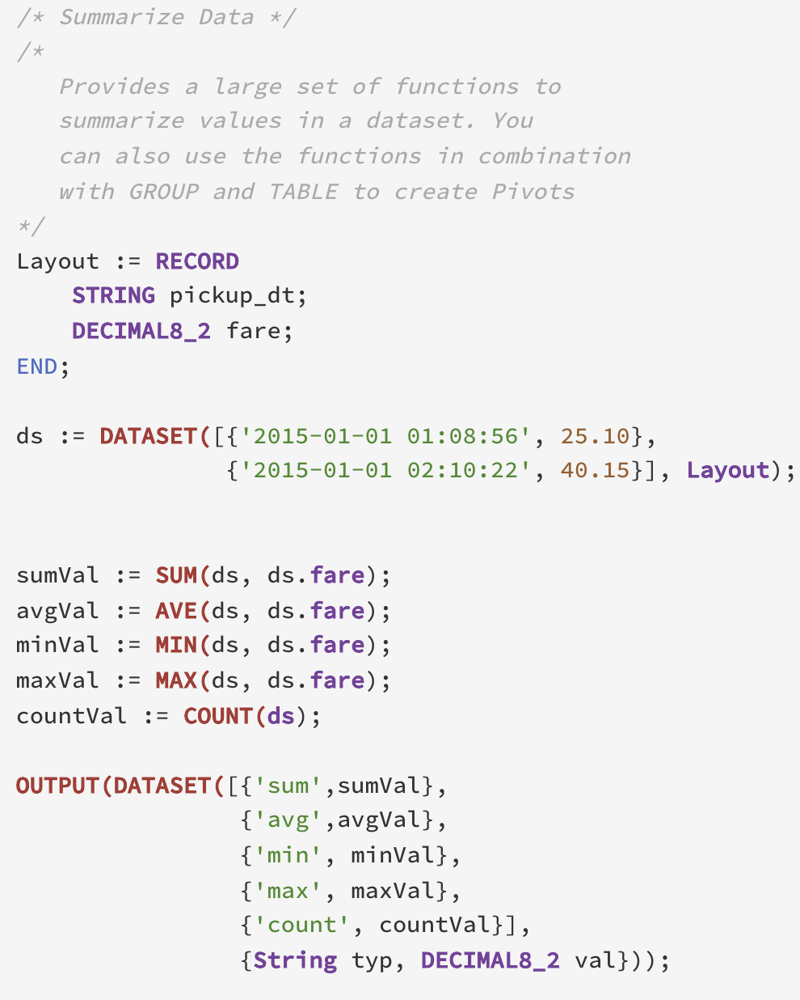 /* Summarize Data */
/*
   Provides a large set of functions to
   summarize values in a dataset. You
   can also use the functions in combination
   with GROUP and TABLE to create Pivots
*/
Layout := RECORD
    STRING pickup_dt;
    DECIMAL8_2 fare;
END;

ds := DATASET([{'2015-01-01 01:08:56', 25.10},
               {'2015-01-01 02:10:22', 40.15}], Layout);


sumVal := SUM(ds, ds.fare);
avgVal := AVE(ds, ds.fare);
minVal := MIN(ds, ds.fare);
maxVal := MAX(ds, ds.fare);
countVal := COUNT(ds);

OUTPUT(DATASET([{'sum',sumVal},
                {'avg',avgVal},
                {'min', minVal},
                {'max', maxVal},
                {'count', countVal}],
                {String typ, DECIMAL8_2 val}));